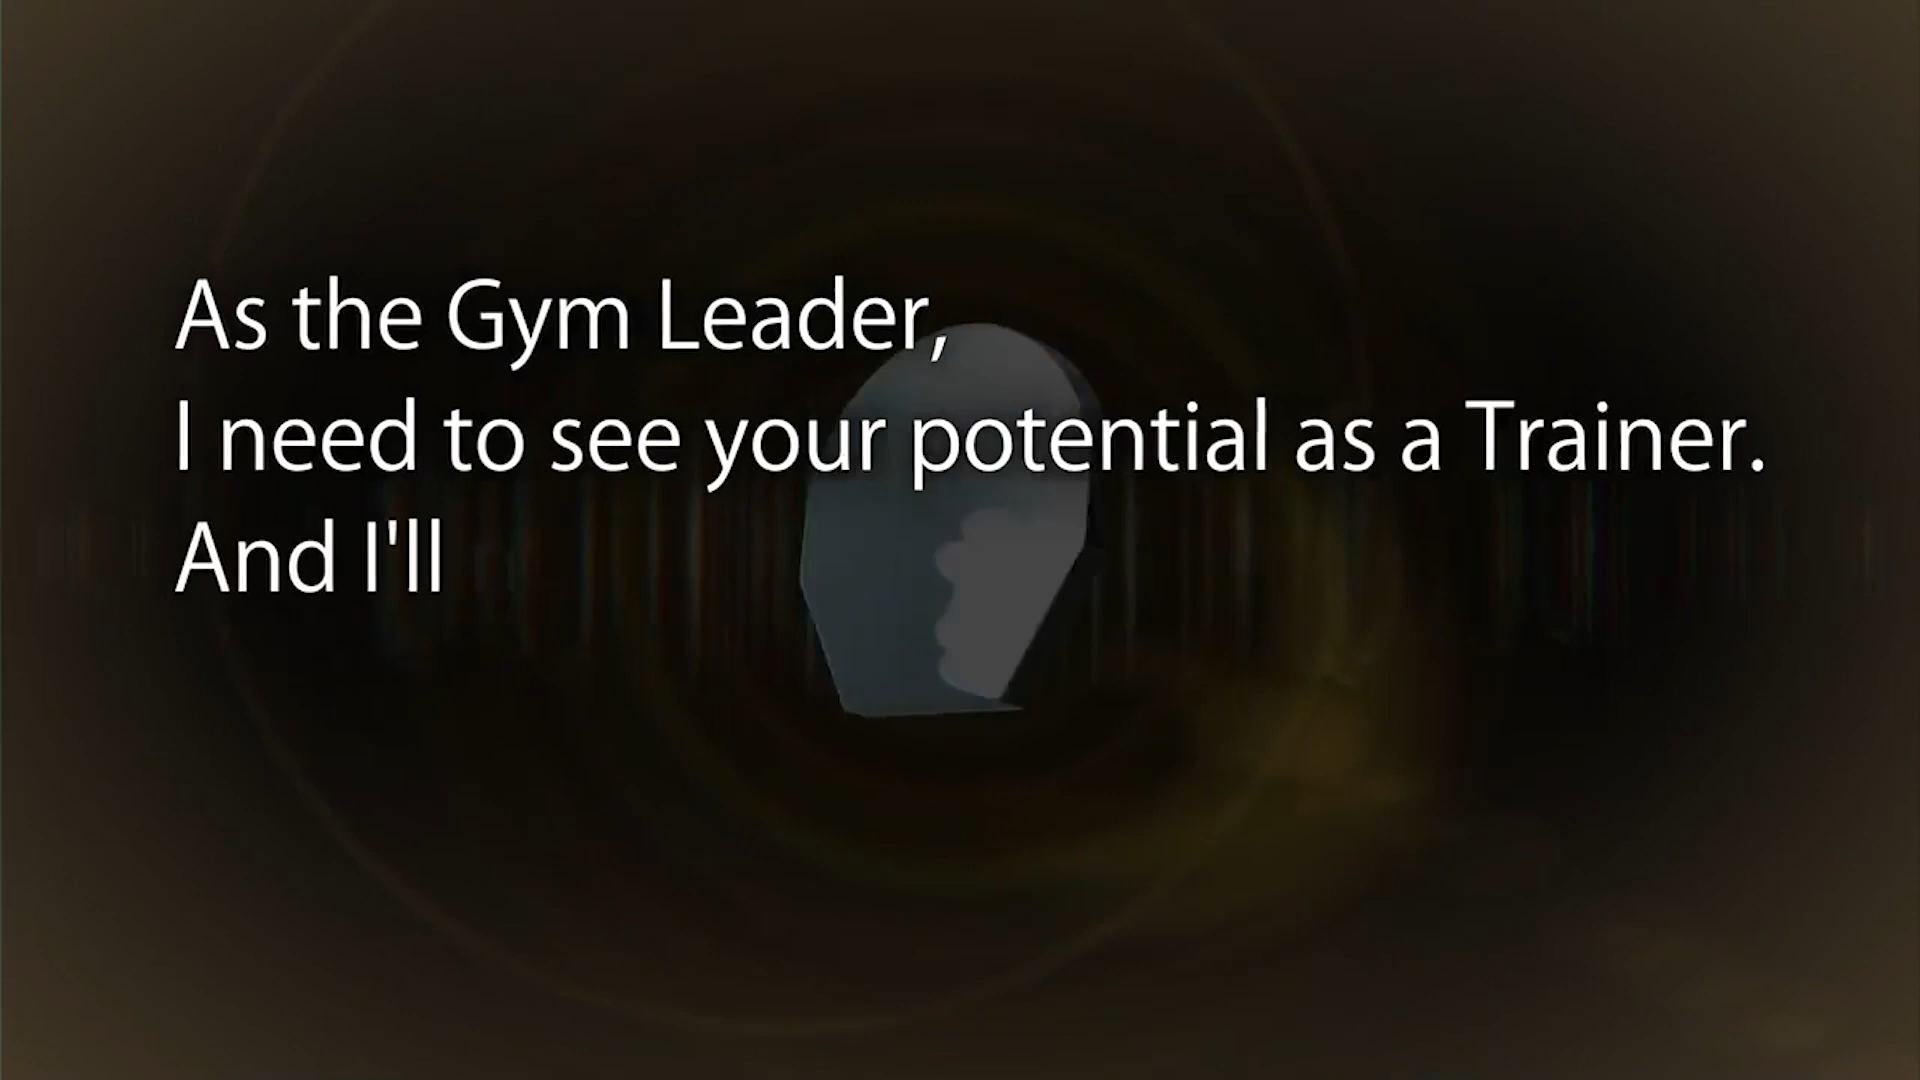 As the Gym Leader,
I need to see your potential as a Trainer.
And I'll